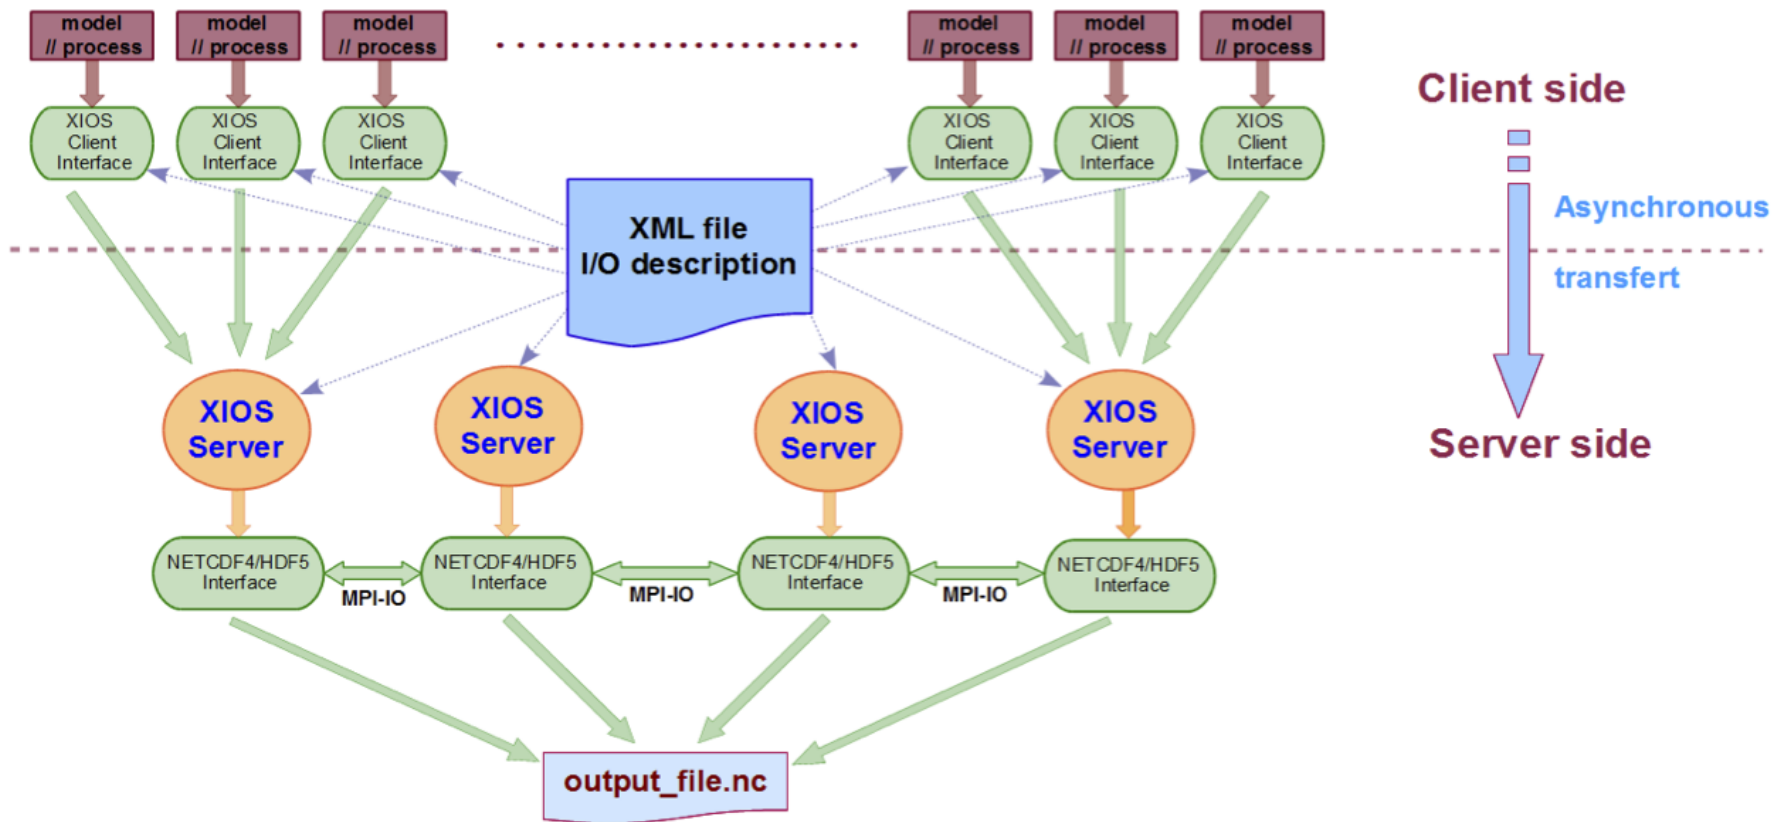 model
// process
model
// process
model
// process
model
// process
model
// process
model
// process
Client side
XIOS
Client
Interface
XIOS
Client
Interface
XIOS
Client
Interface
XIOS
Client
Interface
XIOS
Client
Interface
XIOS
Client
Interface
XML file
I/O description
Asynchronous
transfert
XIOS
Server
XIOS
Server
XIOS
Server
XIOS
Server
Server side
NETCDF4/HDF5
Interface
NETCDF4/HDF5
Interface
NETCDF4/HDF5
Interface
NETCDF4/HDF5
Interface
MPI-IO
MPI-IO
MPI-IO
output_file.nc